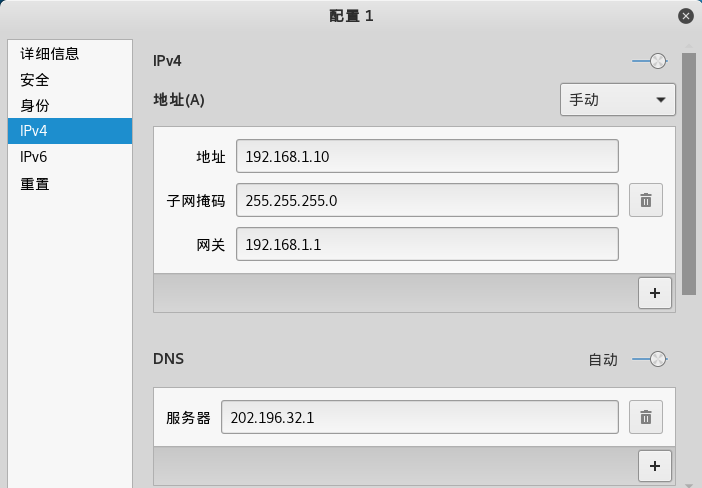 配置 1
详细信息
安全
身份
IPv4
IPv6
重置
IPv4
地址(A)
手动
地址 192.168.1.10
子网掩码 255.255.255.0
网关 192.168.1.1
+
DNS
自动
服务器 202.196.32.1
+